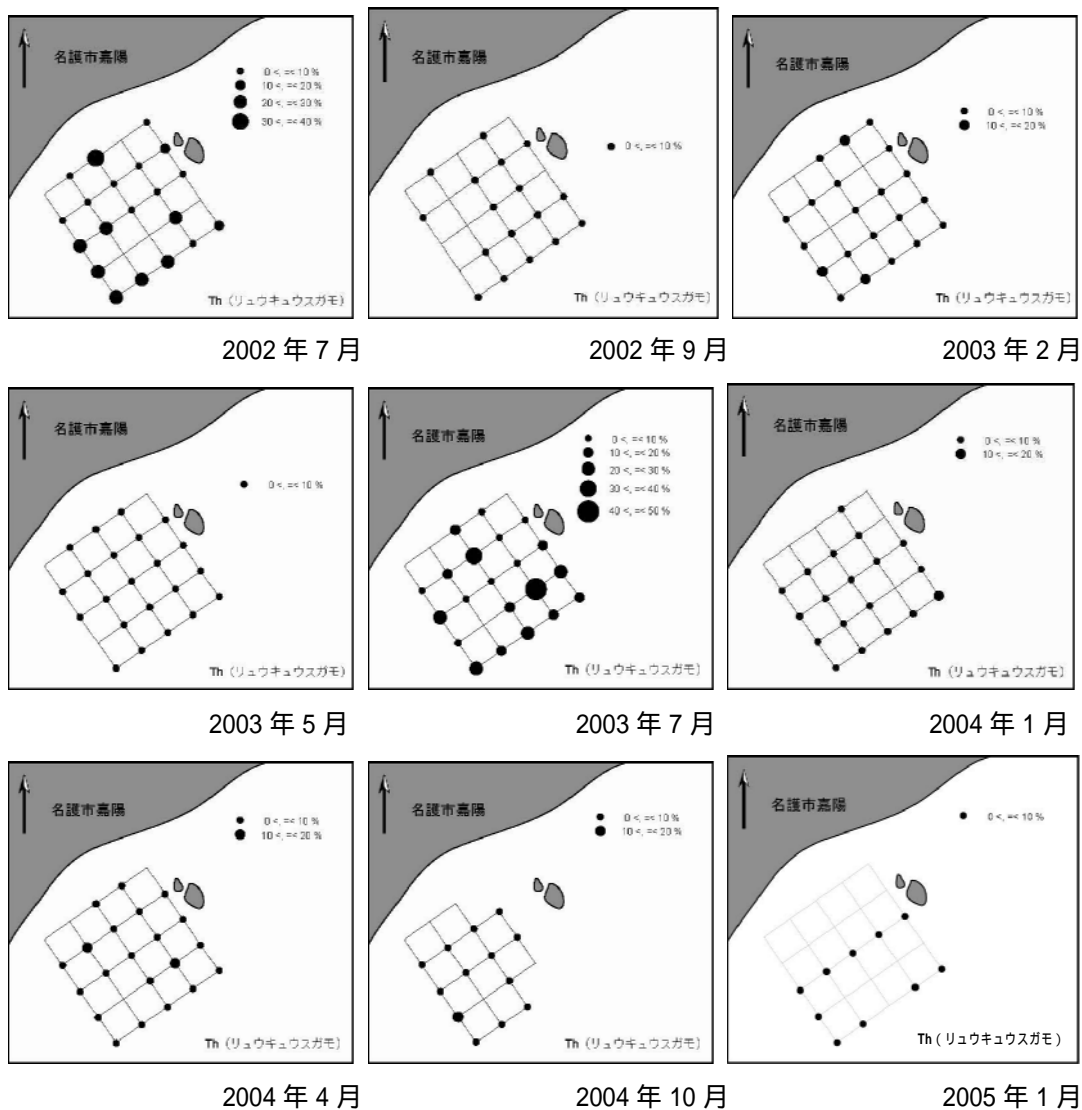 名護市嘉陽
0 <, =< 10 %
10 <, =< 20 %
20 <, =< 30 %
30 <, =< 40 %
Th (リュウキュウスガモ)
2002 年 7 月
名護市嘉陽
0 <, =< 10 %
Th (リュウキュウスガモ)
2002 年 9 月
名護市嘉陽
0 <, =< 10 %
10 <, =< 20 %
Th (リュウキュウスガモ)
2003 年 2 月
名護市嘉陽
0 <, =< 10 %
Th (リュウキュウスガモ)
2003 年 5 月
名護市嘉陽
0 <, =< 10 %
10 <, =< 20 %
20 <, =< 30 %
30 <, =< 40 %
40 <, =< 50 %
Th (リュウキュウスガモ)
2003 年 7 月
名護市嘉陽
0 <, =< 10 %
10 <, =< 20 %
Th (リュウキュウスガモ)
2004 年 1 月
名護市嘉陽
0 <, =< 10 %
10 <, =< 20 %
Th (リュウキュウスガモ)
2004 年 4 月
名護市嘉陽
0 <, =< 10 %
10 <, =< 20 %
Th (リュウキュウスガモ)
2004 年 10 月
名護市嘉陽
0 <, =< 10 %
Th (リュウキュウスガモ)
2005 年 1 月